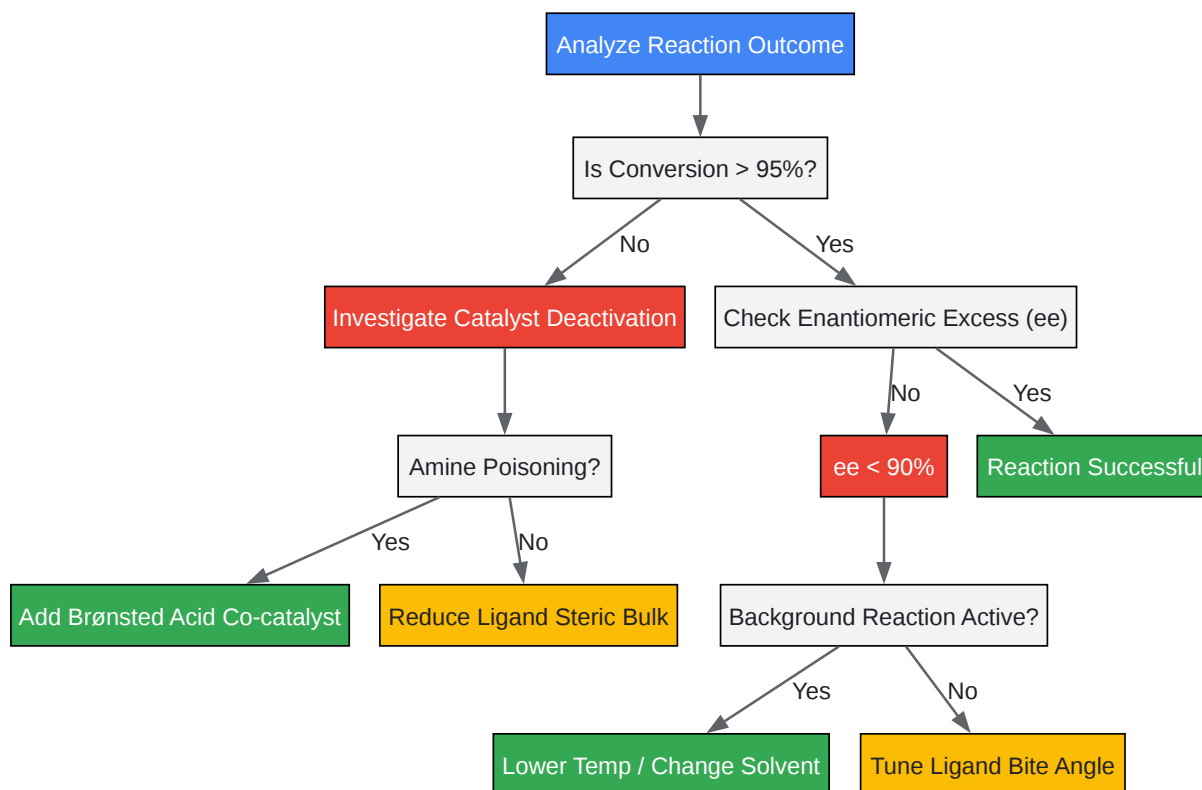 Analyze Reaction Outcome
Is Conversion > 95%?
No
Yes
Investigate Catalyst Deactivation
Check Enantiomeric Excess (ee)
No
Yes
Amine Poisoning?
ee < 90%
Reaction Successful
Yes
No
Add Brønsted Acid Co-catalyst
Reduce Ligand Steric Bulk
Background Reaction Active?
Yes
No
Lower Temp / Change Solvent
Tune Ligand Bite Angle